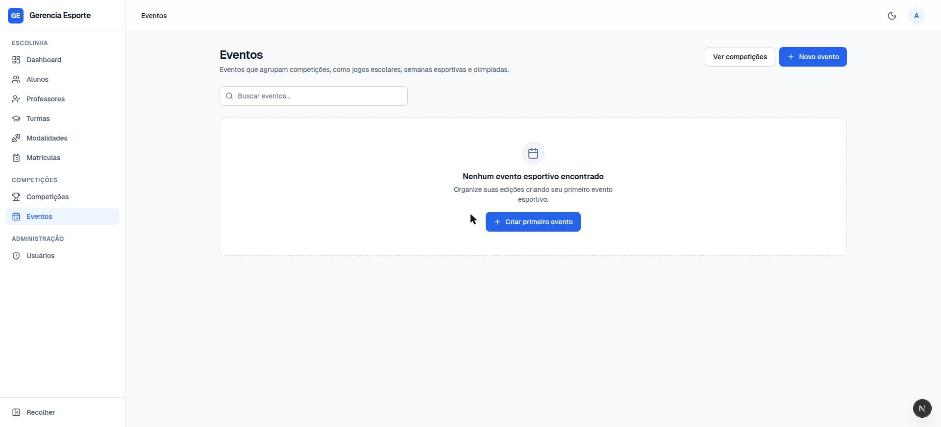 GE Gerencia Esporte
ESCOLINHA
Dashboard
Alunos
Professores
Turmas
Modalidades
Matrículas
COMPETIÇÕES
Competições
Eventos
ADMINISTRAÇÃO
Usuários
Recolher
Eventos
A
Eventos
Eventos que agrupam competições, como jogos escolares, semanas esportivas e olimpíadas.
Ver competições
Novo evento
Buscar eventos...
Nenhum evento esportivo encontrado
Organize suas edições criando seu primeiro evento
esportivo.
Criar primeiro evento
N